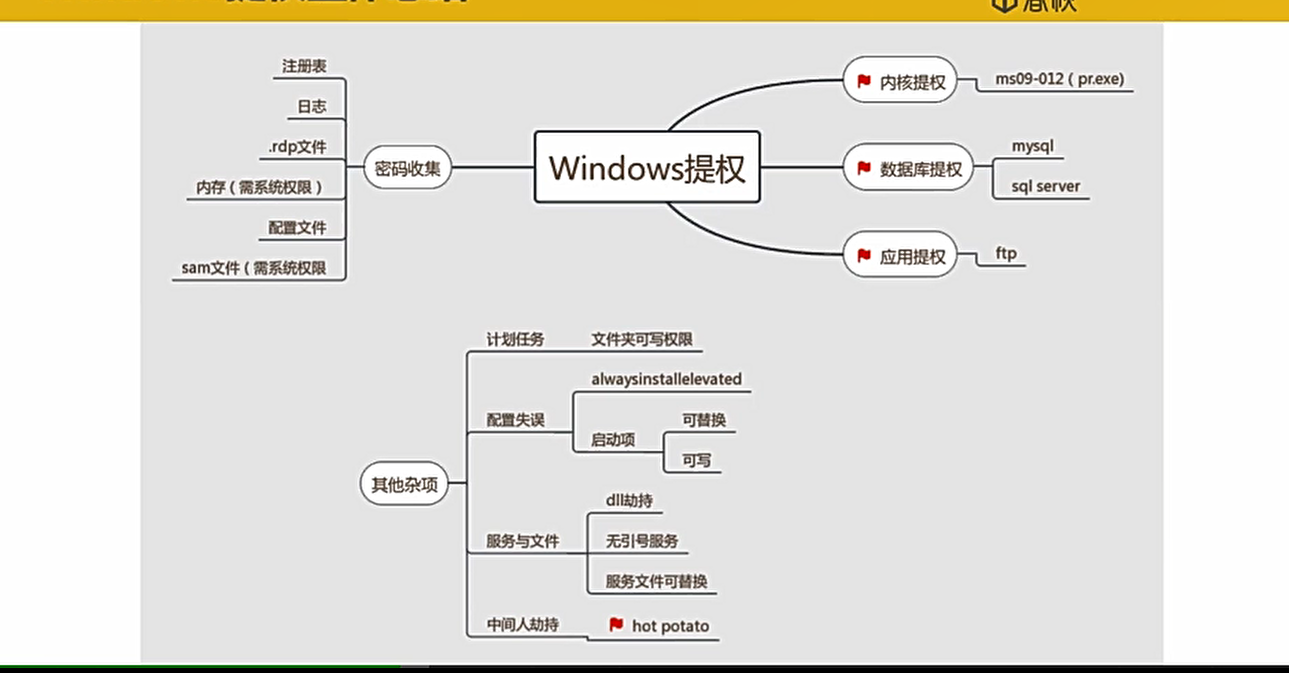 春秋
注册表
日志
.rdp文件
内存（需系统权限）
配置文件
sam文件（需系统权限
密码收集
Windows提权
内核提权
ms09-012（pr.exe)
数据库提权
mysql
sql server
应用提权
ftp
其他杂项
计划任务
文件夹可写权限
配置失误
alwaysinstallelevated
启动项
可替换
可写
服务与文件
dll劫持
无引号服务
服务文件可替换
中间人劫持
hot potato